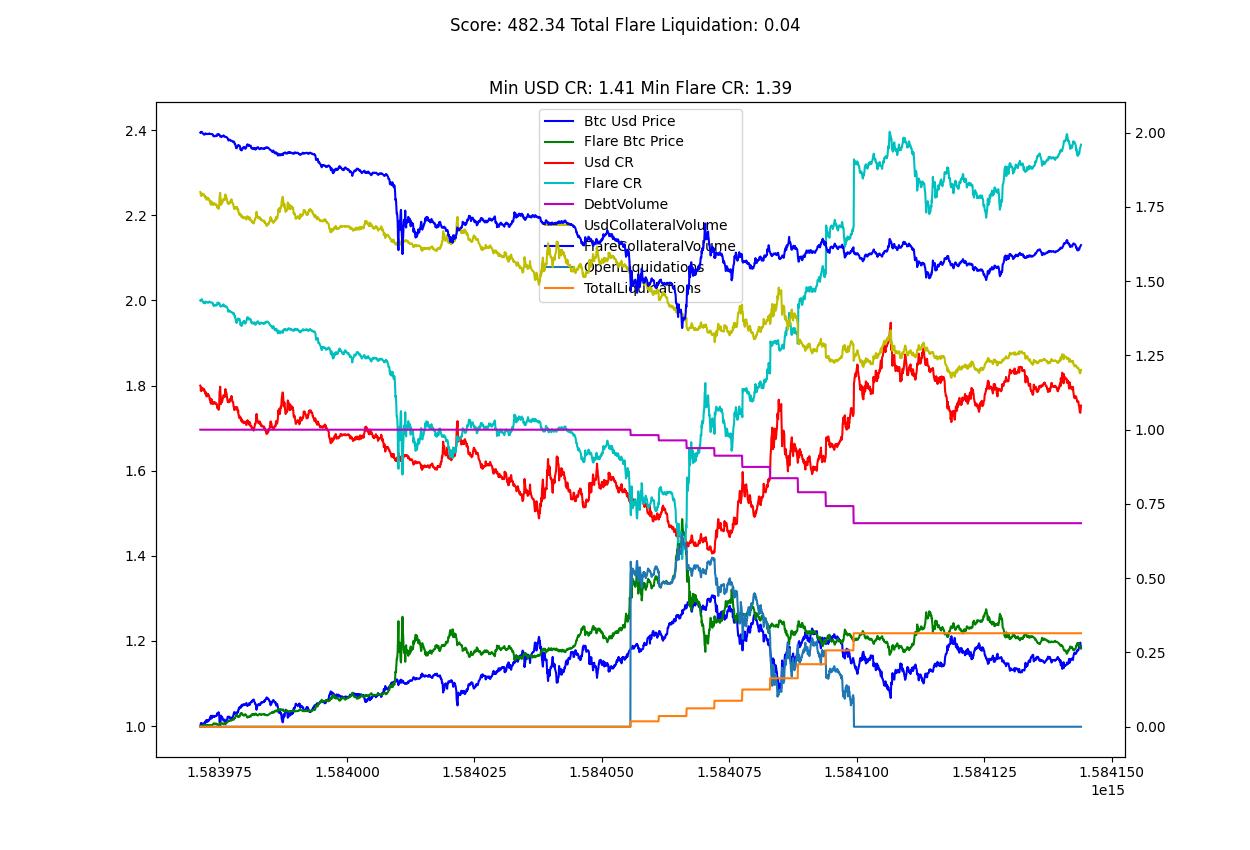 Score: 482.34 Total Flare Liquidation: 0.04
Min USD CR: 1.41 Min Flare CR: 1.39
Btc Usd Price
Flare Btc Price
Usd CR
Flare CR
DebtVolume
UsdCollateralVolume
FlareCollateralVolume
OpenLiquidations
TotalLiquidations
2.4
2.2
2.0
1.8
1.6
1.4
1.2
1.0
2.00
1.75
1.50
1.25
1.00
0.75
0.50
0.25
0.00
1.583975 1.584000 1.584025 1.584050 1.584075 1.584100 1.584125 1.584150
1e15